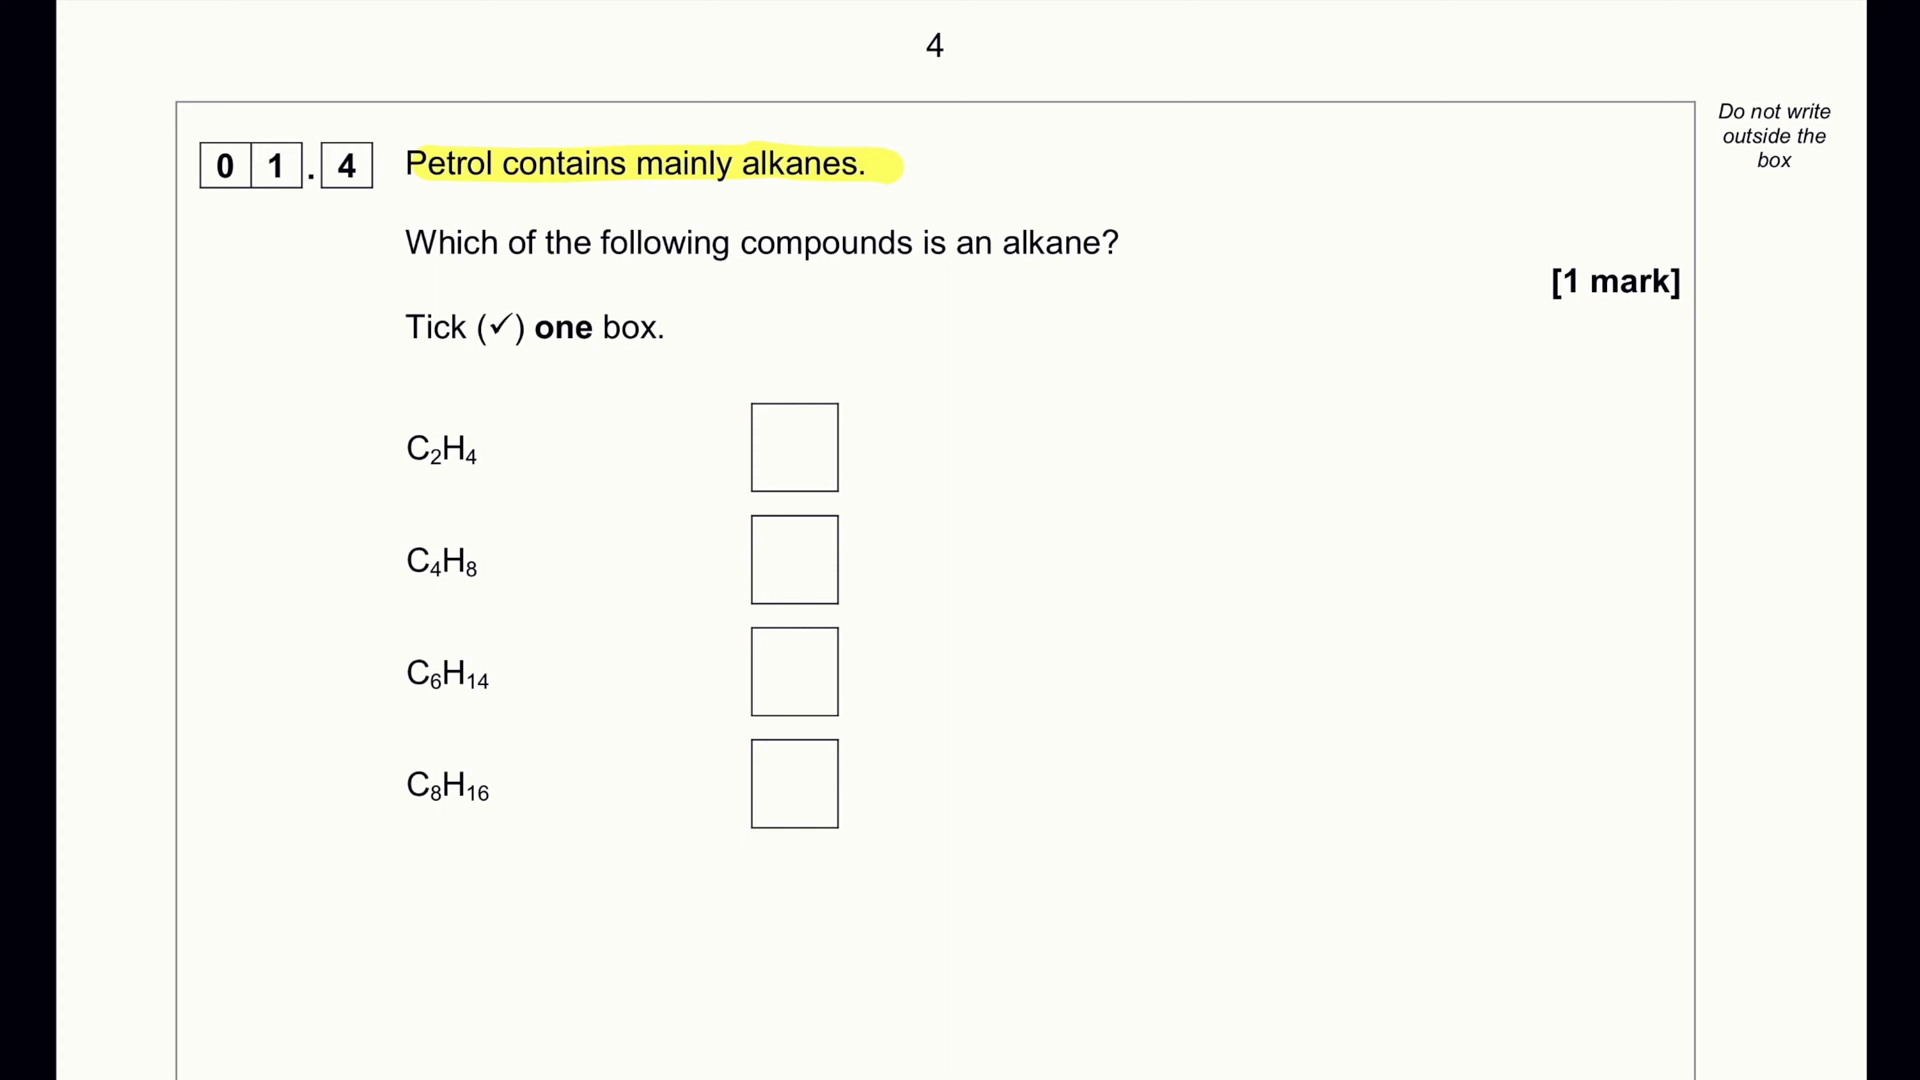 4
Do not write
outside the
box
0 1 . 4 Petrol contains mainly alkanes.
Which of the following compounds is an alkane?
[1 mark]
Tick (✓) one box.
C₂H₄
C₄H₈
C₆H₁₄
C₈H₁₆